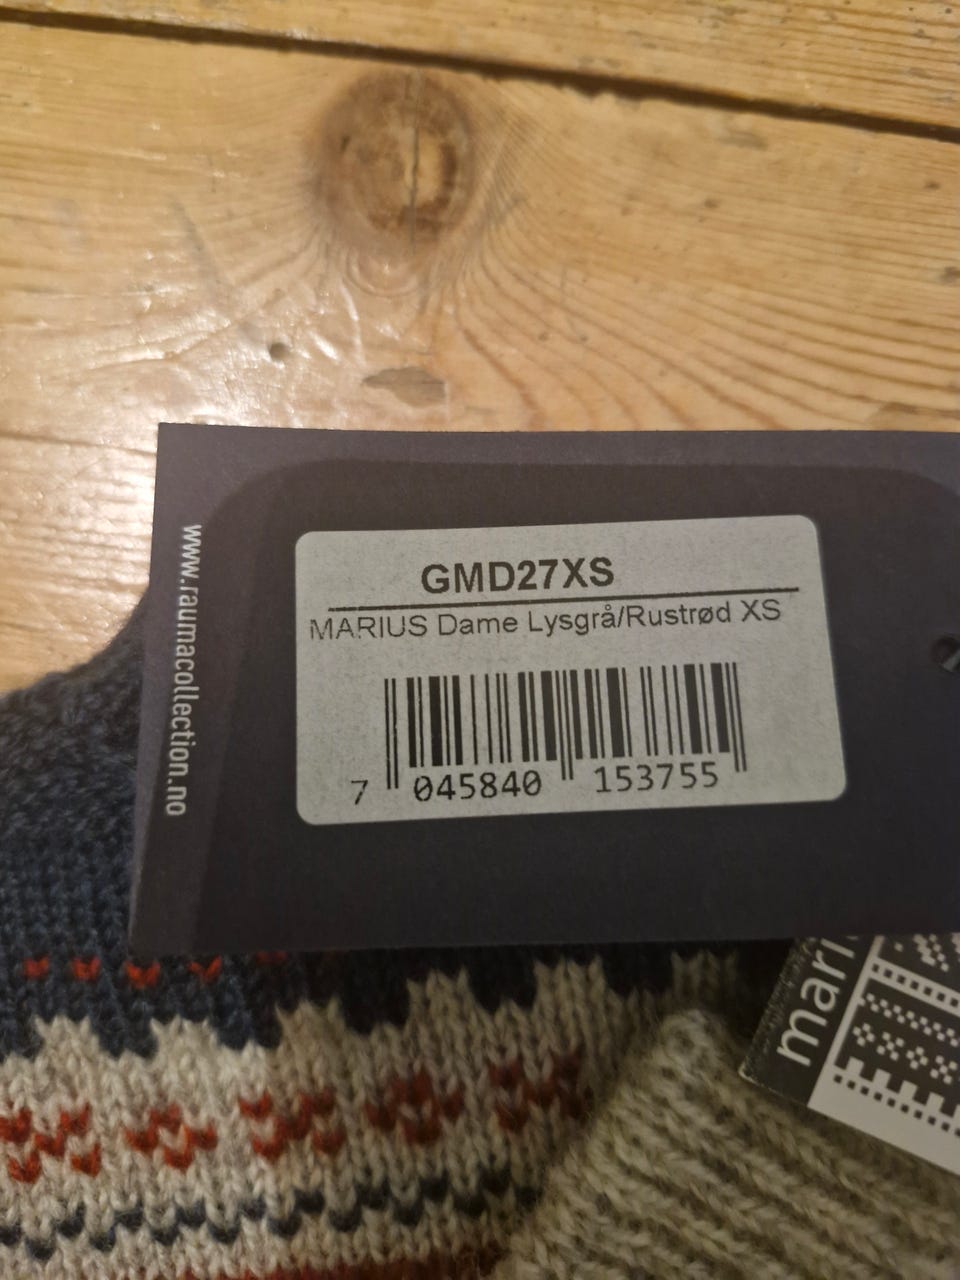 www.raumacollection.no
GMD27XS
MARIUS Dame Lysgrå/Rustrød XS
7 045840 153755
mari